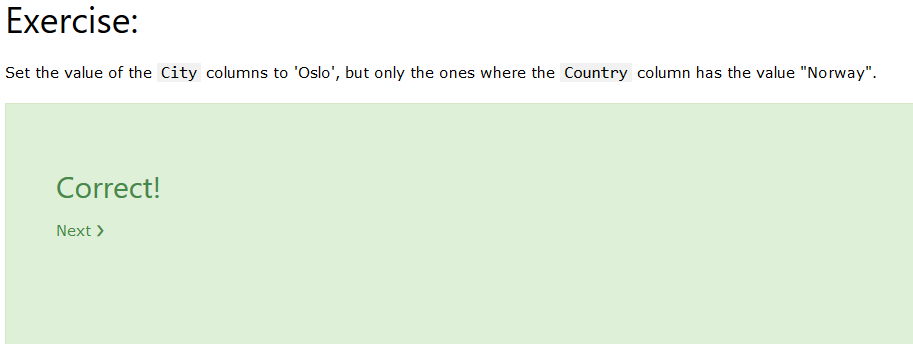 Exercise:
Set the value of the City columns to 'Oslo', but only the ones where the Country column has the value "Norway".
Correct!
Next ❯